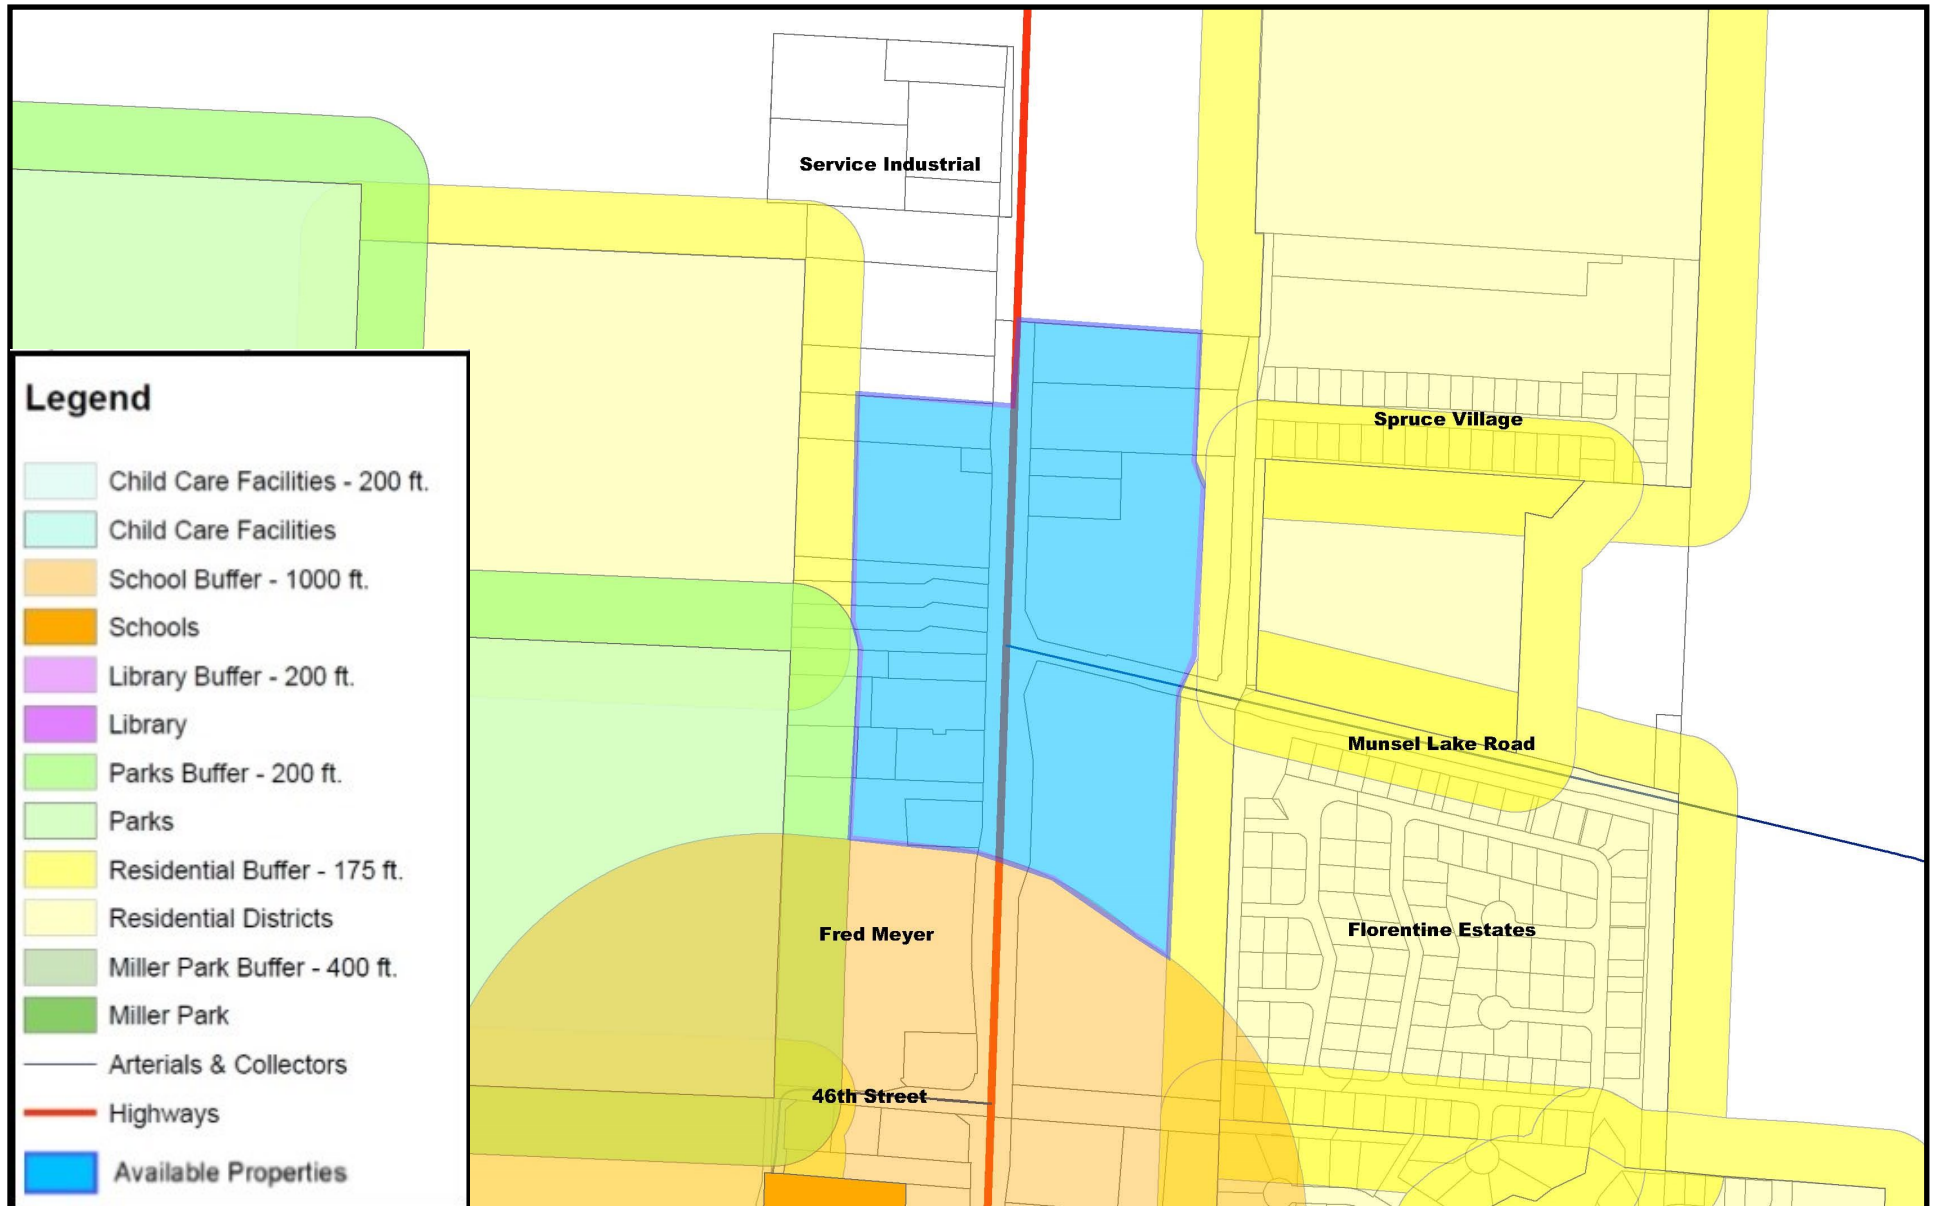 Service Industrial
Spruce Village
Munsel Lake Road
Florentine Estates
Fred Meyer
46th Street
Legend
Child Care Facilities - 200 ft.
Child Care Facilities
School Buffer - 1000 ft.
Schools
Library Buffer - 200 ft.
Library
Parks Buffer - 200 ft.
Parks
Residential Buffer - 175 ft.
Residential Districts
Miller Park Buffer - 400 ft.
Miller Park
Arterials & Collectors
Highways
Available Properties